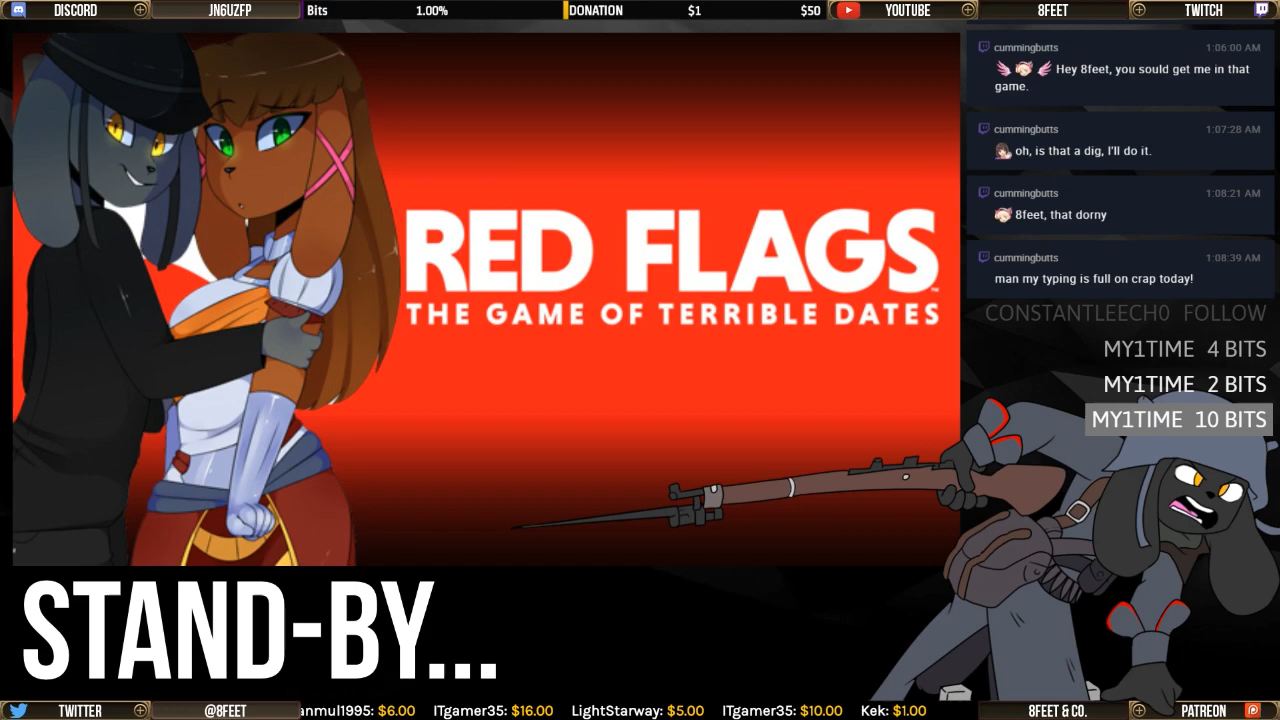 DISCORD
JN6UZFP
Bits 1.00%
DONATION $1 $50
YOUTUBE
8FEET
TWITCH
cummingbutts 1:06:00 AM
Hey 8feet, you sould get me in that
game.
cummingbutts 1:07:28 AM
oh, is that a dig, I'll do it.
cummingbutts 1:08:21 AM
8feet, that dorny
cummingbutts 1:08:39 AM
man my typing is full on crap today!
CONSTANTLEECH0 FOLLOW
MY1TIME 4 BITS
MY1TIME 2 BITS
MY1TIME 10 BITS
RED FLAGS™
THE GAME OF TERRIBLE DATES
STAND-BY...
TWITTER
@8FEET
anmul1995: $6.00 ITgamer35: $16.00 LightStarway: $5.00 ITgamer35: $10.00 Kek: $1.00
8FEET & CO.
PATREON